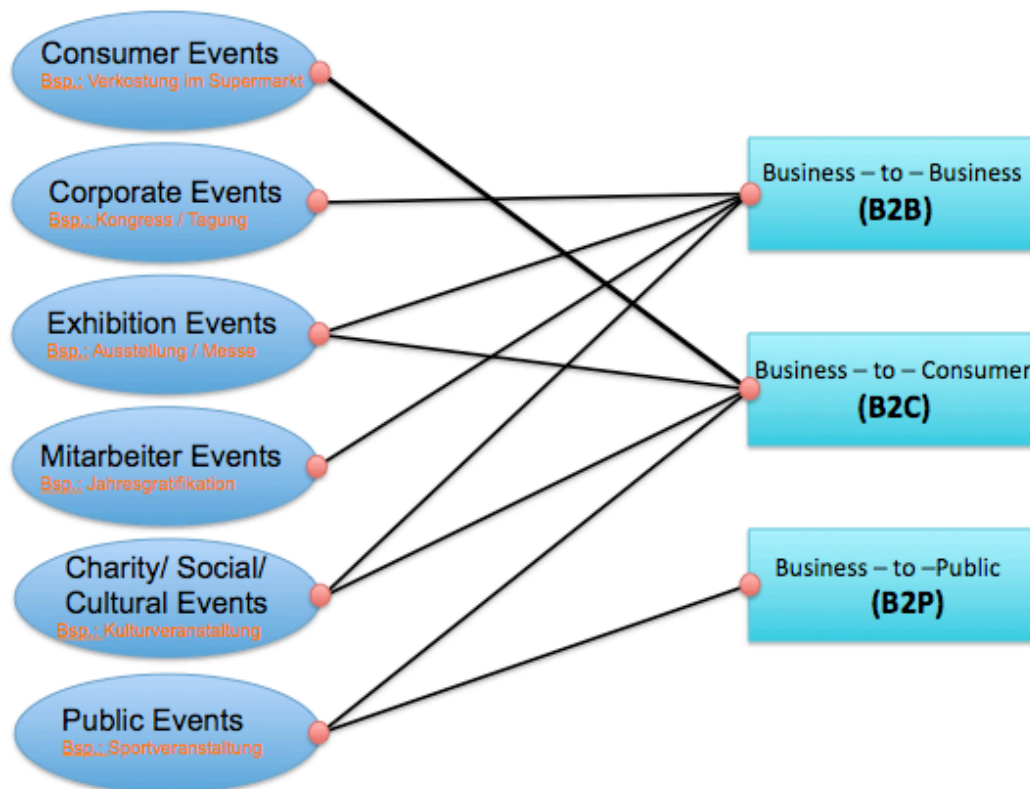 Consumer Events
Bsp.: Verkostung im Supermarkt
Corporate Events
Bsp.: Kongress / Tagung
Exhibition Events
Bsp.: Ausstellung / Messe
Mitarbeiter Events
Bsp.: Jahresgratifikation
Charity/ Social/
Cultural Events
Bsp.: Kulturveranstaltung
Public Events
Bsp.: Sportveranstaltung
Business – to – Business
(B2B)
Business – to – Consumer
(B2C)
Business – to –Public
(B2P)